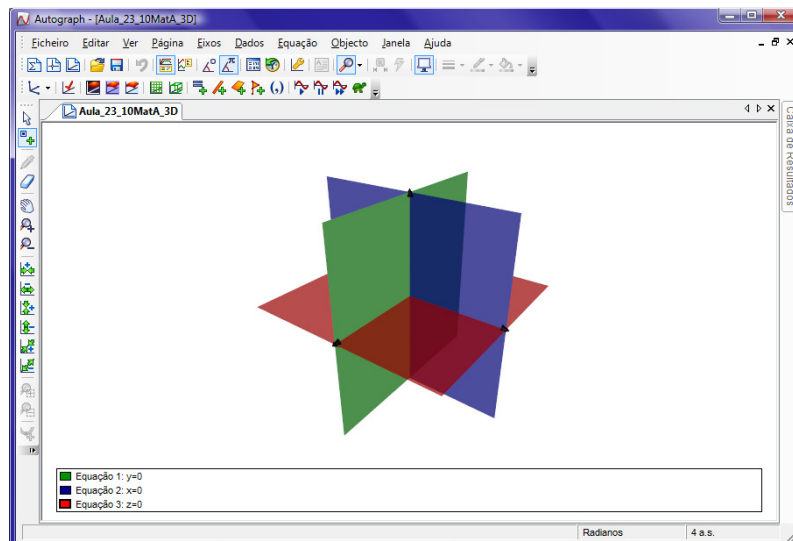 Autograph - [Aula_23_10MatA_3D]
Ficheiro Editar Ver Página Eixos Dados Equação Objecto Janela Ajuda
Aula_23_10MatA_3D
Caixa de Resultados
Equação 1: y=0
Equação 2: x=0
Equação 3: z=0
Radianos 4 a.s.